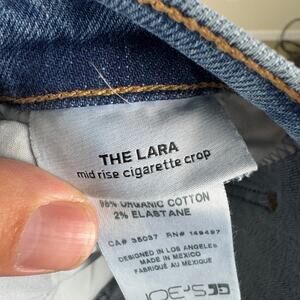 THE LARA
mid rise cigarette crop
98% ORGANIC COTTON
2% ELASTANE
CA# 35037 RN# 149497
DESIGNED IN LOS ANGELES
MADE IN MEXICO
FABRIQUÉ AU MEXIQUE
JOE'S